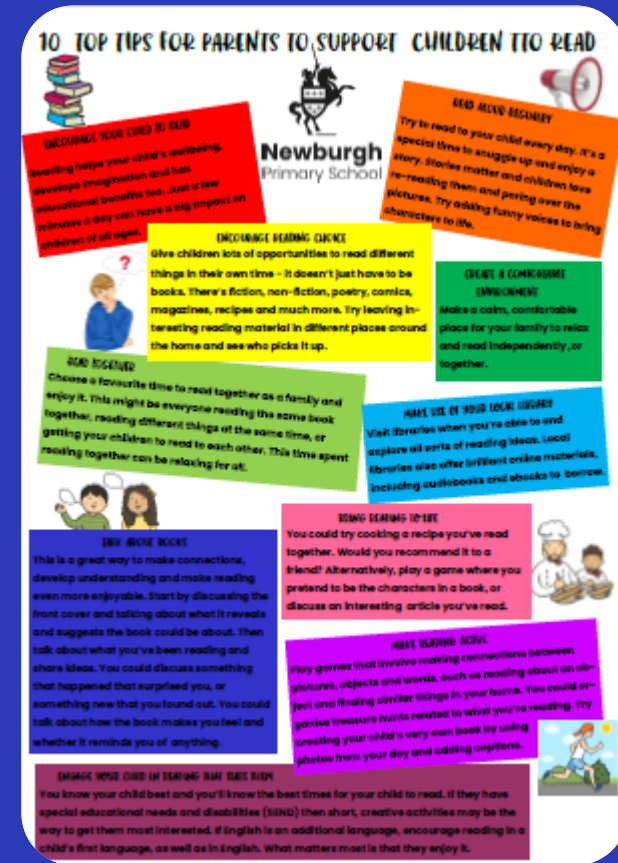 10 TOP TIPS FOR PARENTS TO SUPPORT CHILDREN TTO READ
Newburgh
Primary School
ENCOURAGE YOUR CHILD TO READ
Reading helps your child's wellbeing,
develops imagination and has
educational benefits too. Just a few
minutes a day can have a big impact on
children of all ages.
READ ALOUD REGULARLY
Try to read to your child every day. It's a
special time to snuggle up and enjoy a
story. Stories matter and children love
re-reading them and poring over the
pictures. Try adding funny voices to bring
characters to life.
ENCOURAGE READING CHOICE
Give children lots of opportunities to read different
things in their own time - it doesn't just have to be
books. There's fiction, non-fiction, poetry, comics,
magazines, recipes and much more. Try leaving in-
teresting reading material in different places around
the home and see who picks it up.
?
CREATE A COMFORTABLE
ENVIRONMENT
Make a calm, comfortable
place for your family to relax
and read independently, or
together.
READ TOGETHER
Choose a favourite time to read together as a family and
enjoy it. This might be everyone reading the same book
together, reading different things at the same time, or
getting your children to read to each other. This time spent
reading together can be relaxing for all.
MAKE USE OF YOUR LOCAL LIBRARY
Visit libraries when you're able to and
explore all sorts of reading ideas. Local
libraries also offer brilliant online materials,
including audiobooks and ebooks to borrow.
TALK ABOUT BOOKS
This is a great way to make connections,
develop understanding and make reading
even more enjoyable. Start by discussing the
front cover and talking about what it reveals
and suggests the book could be about. Then
talk about what you've been reading and
share ideas. You could discuss something
that happened that surprised you, or
something new that you found out. You could
talk about how the book makes you feel and
whether it reminds you of anything.
BRING READING TO LIFE
You could try cooking a recipe you've read
together. Would you recommend it to a
friend? Alternatively, play a game where you
pretend to be the characters in a book, or
discuss an interesting article you've read.
MAKE READING ACTIVE
Play games that involve making connections between
pictures, objects and words, such as reading about an ob-
ject and finding similar things in your home. You could or-
ganise treasure hunts related to what you're reading. Try
creating your child's very own book by using
photos from your day and adding captions.
ENGAGE YOUR CHILD IN READING THAT SUITS THEM
You know your child best and you'll know the best times for your child to read. If they have
special educational needs and disabilities (SEND) then short, creative activities may be the
way to get them most interested. If English is an additional language, encourage reading in a
child's first language, as well as in English. What matters most is that they enjoy it.